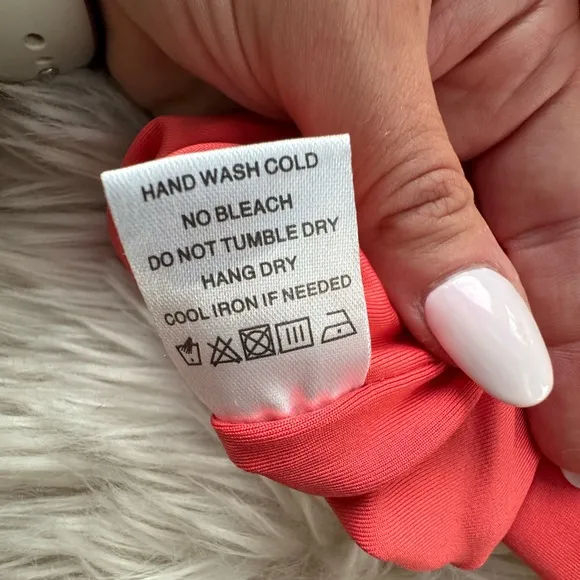 HAND WASH COLD
NO BLEACH
DO NOT TUMBLE DRY
HANG DRY
COOL IRON IF NEEDED